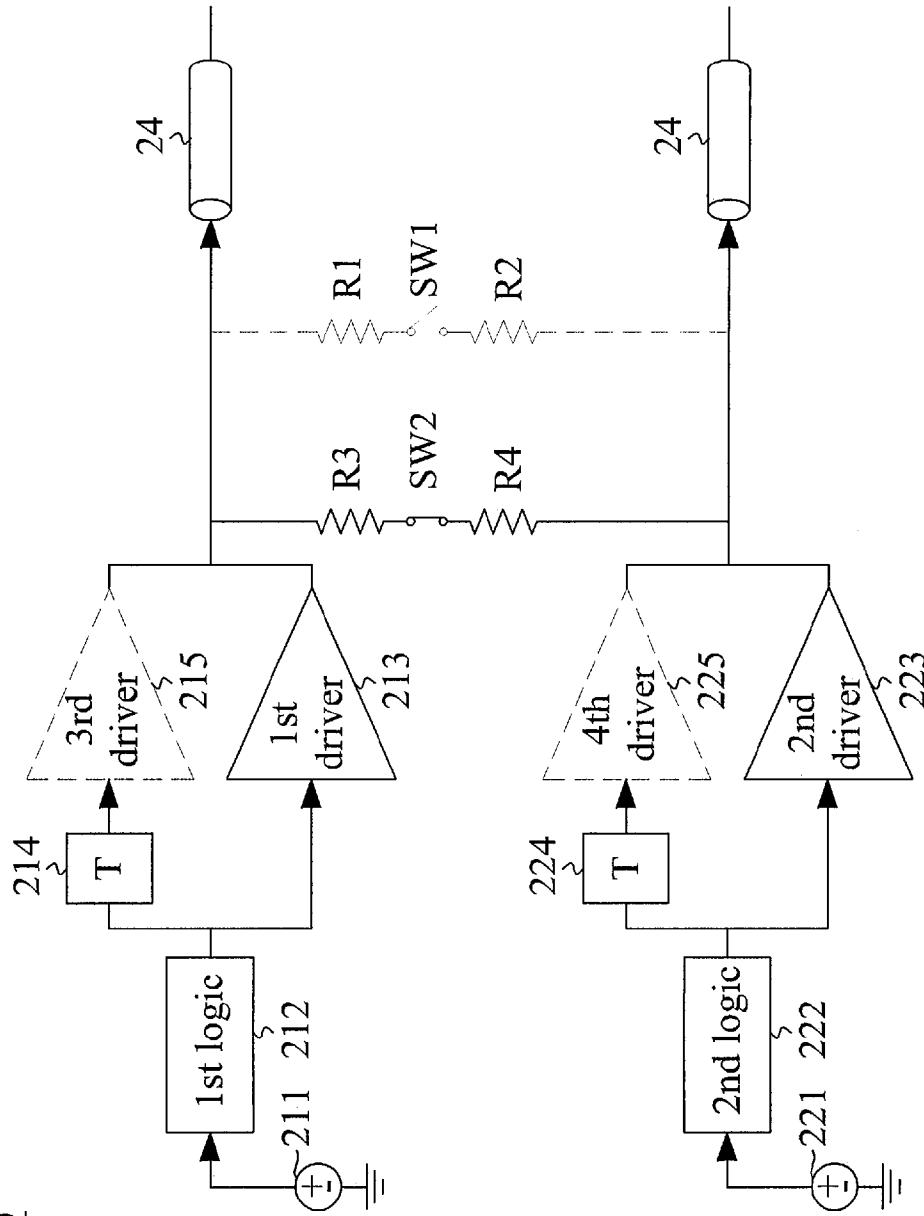 24
24
R1
SW1
R2
R3
SW2
R4
3rd
driver
215
1st
driver
213
4th
driver
225
2nd
driver
223
214
T
224
T
1st logic
212
2nd logic
222
211
+
-
221
+
-